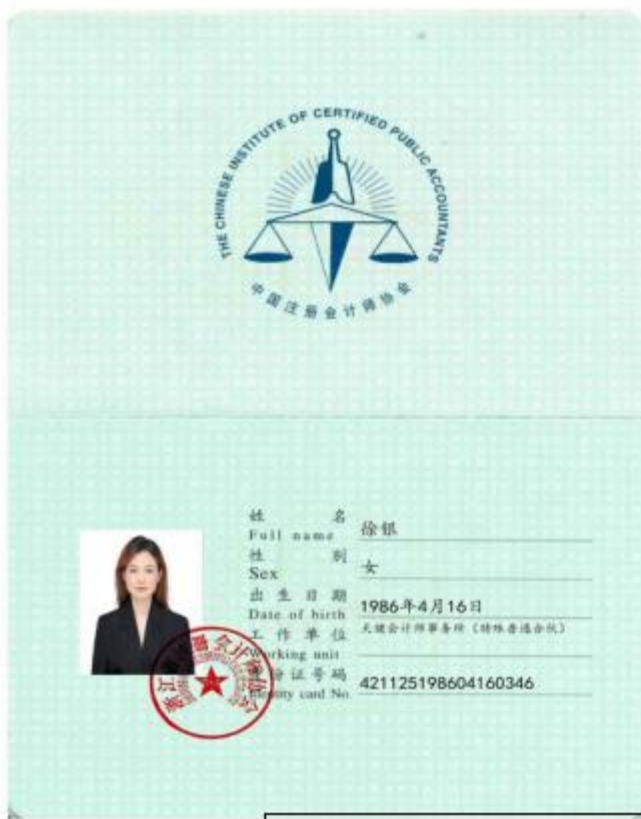 THE CHINESE INSTITUTE OF CERTIFIED PUBLIC ACCOUNTANTS
中国注册会计师协会
姓 名 徐银
Full name
性 别 女
Sex
出生日期 1986年4月16日
Date of birth
工作单位 天健会计师事务所（特殊普通合伙）
Working unit
份证号码 421125198604160346
Identity card No.